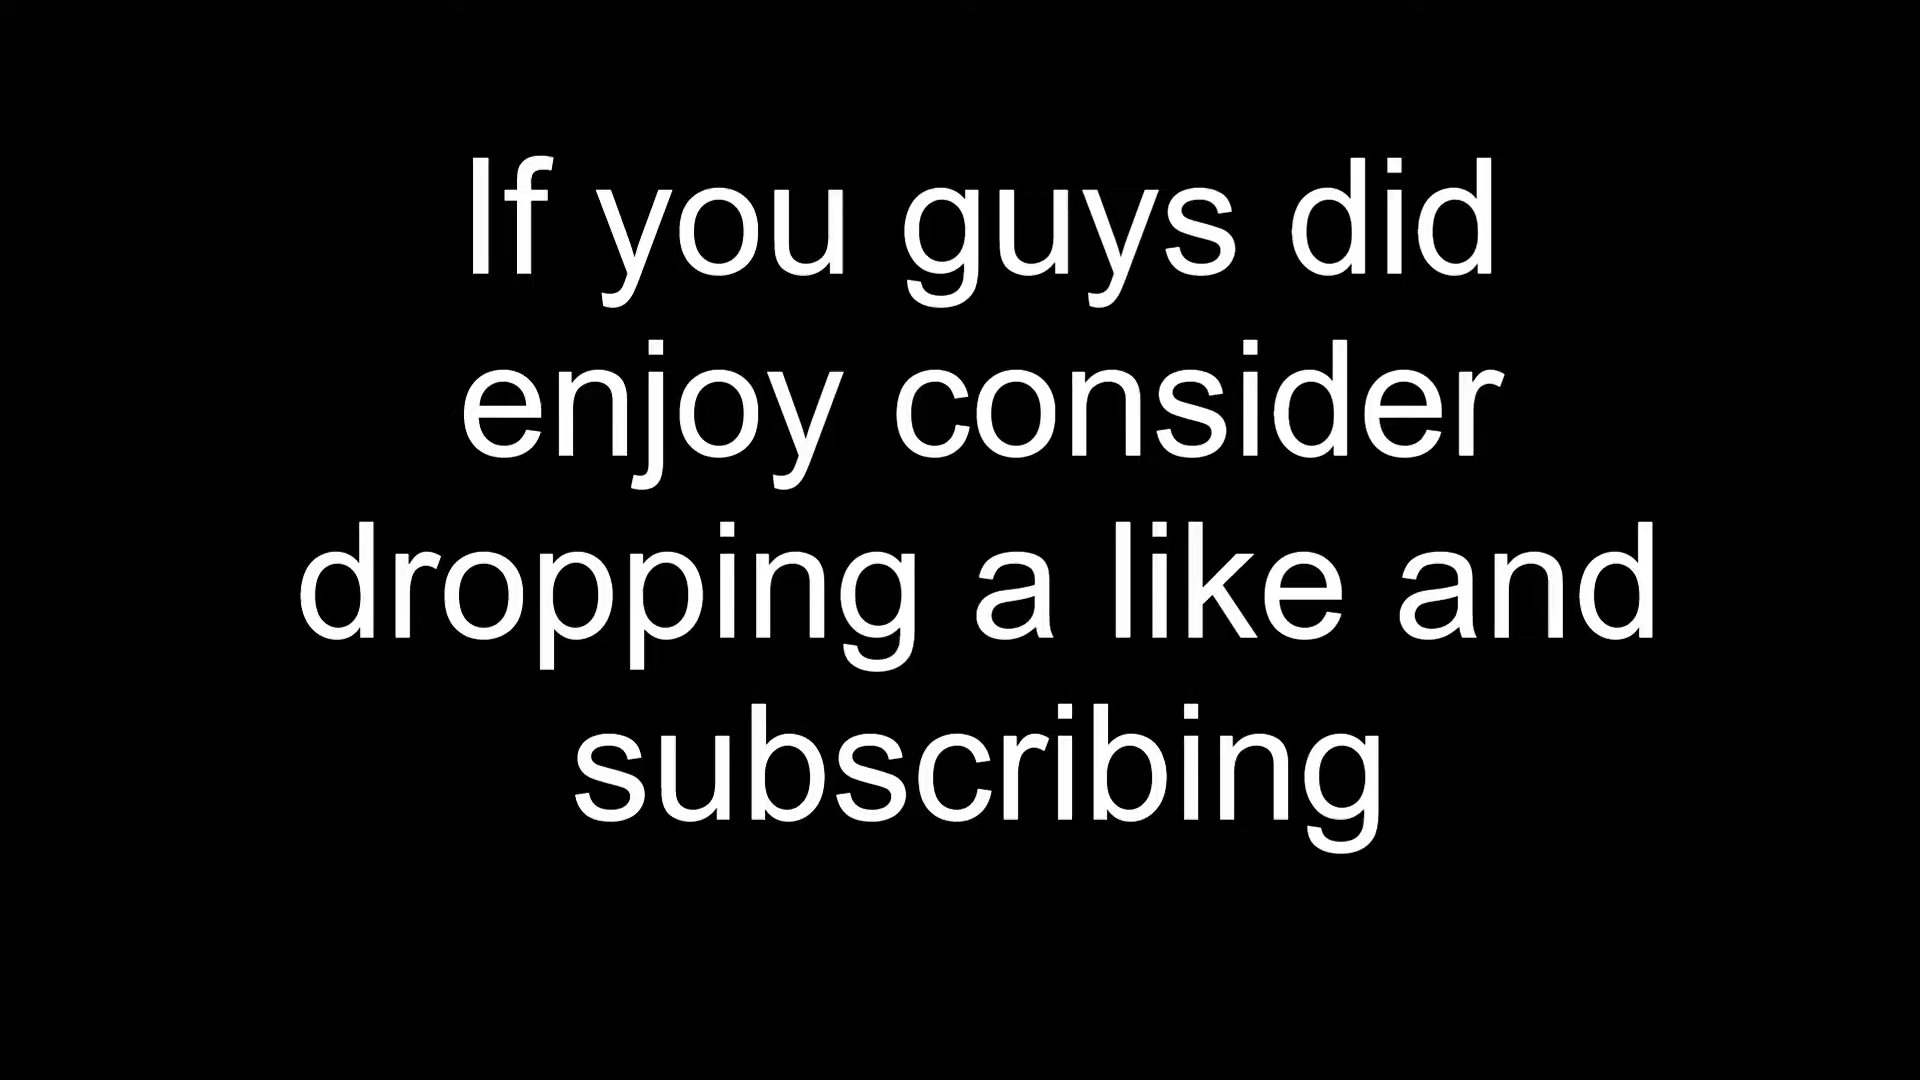 If you guys did
enjoy consider
dropping a like and
subscribing